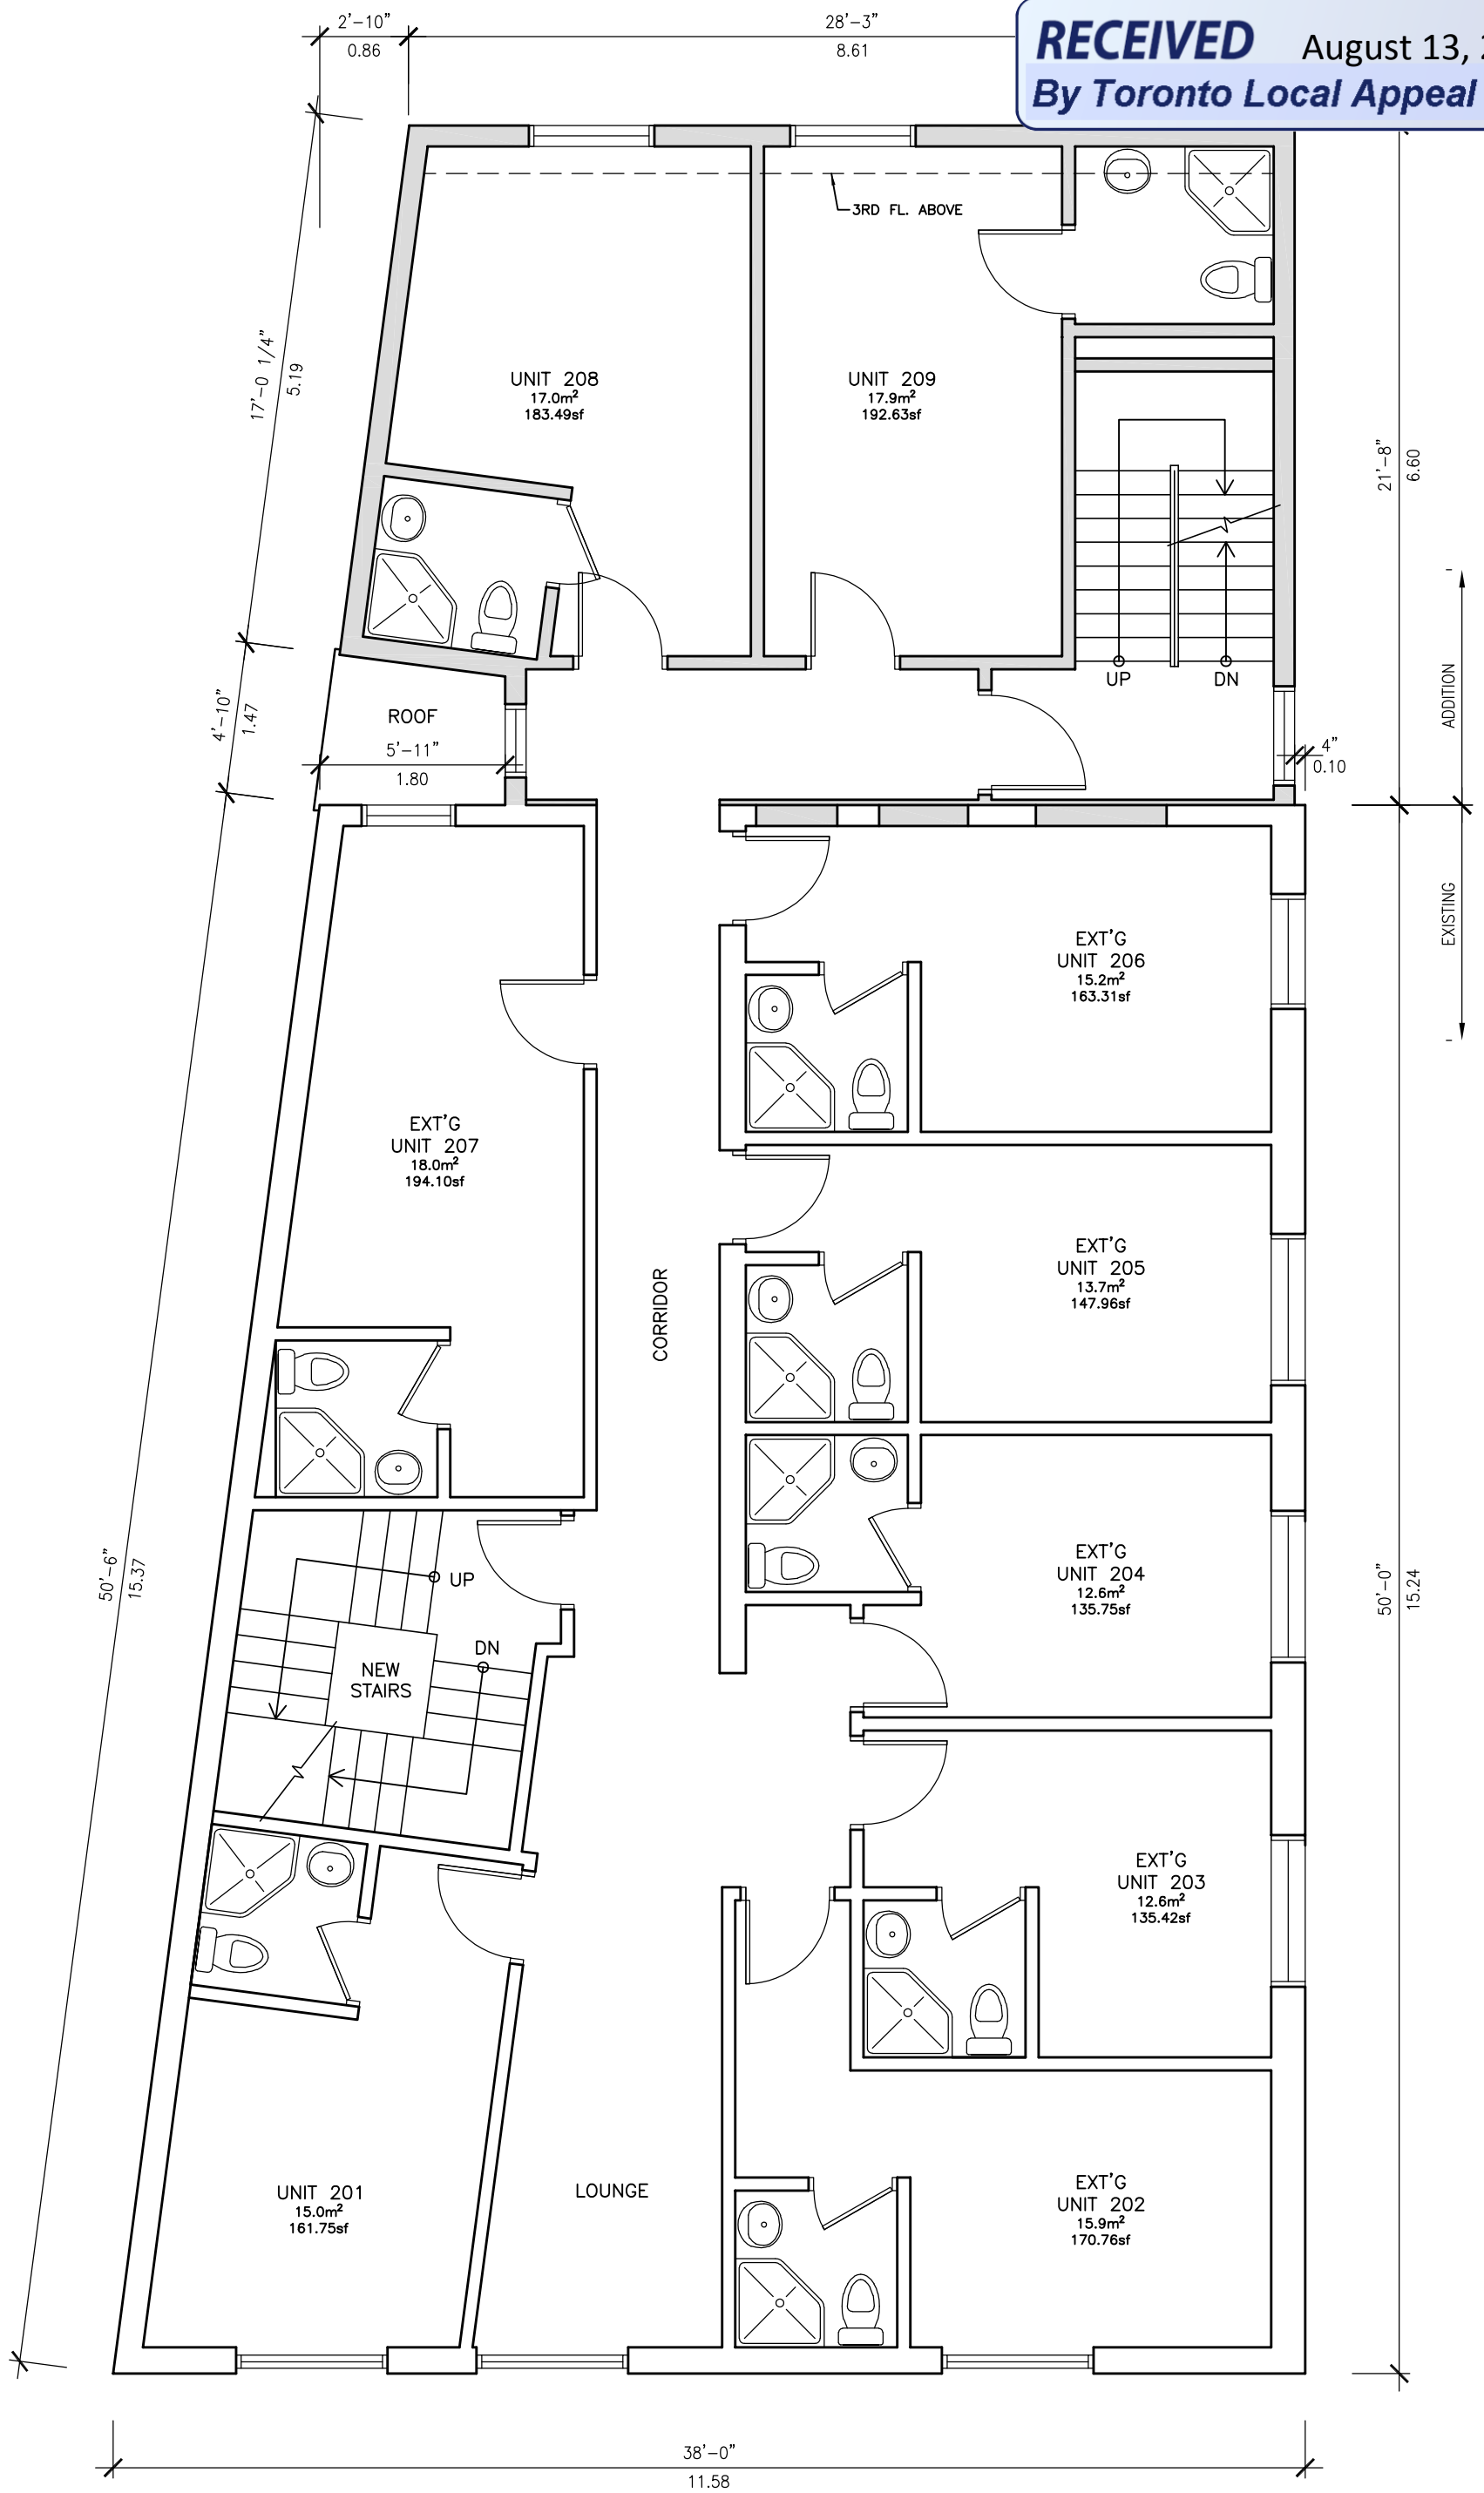 2'-10"
0.86
28'-3"
8.61
RECEIVED August 13, 2
By Toronto Local Appeal
3RD FL. ABOVE
17'-0 1/4"
5.19
UNIT 208
17.0m²
183.49sf
UNIT 209
17.9m²
192.63sf
21'-8"
6.60
UP
DN
ADDITION
4'-10"
1.47
ROOF
5'-11"
1.80
4"
0.10
EXISTING
EXT'G
UNIT 206
15.2m²
163.31sf
EXT'G
UNIT 207
18.0m²
194.10sf
CORRIDOR
EXT'G
UNIT 205
13.7m²
147.96sf
50'-6"
15.37
UP
DN
NEW
STAIRS
EXT'G
UNIT 204
12.6m²
135.75sf
50'-0"
15.24
EXT'G
UNIT 203
12.6m²
135.42sf
UNIT 201
15.0m²
161.75sf
LOUNGE
EXT'G
UNIT 202
15.9m²
170.76sf
38'-0"
11.58